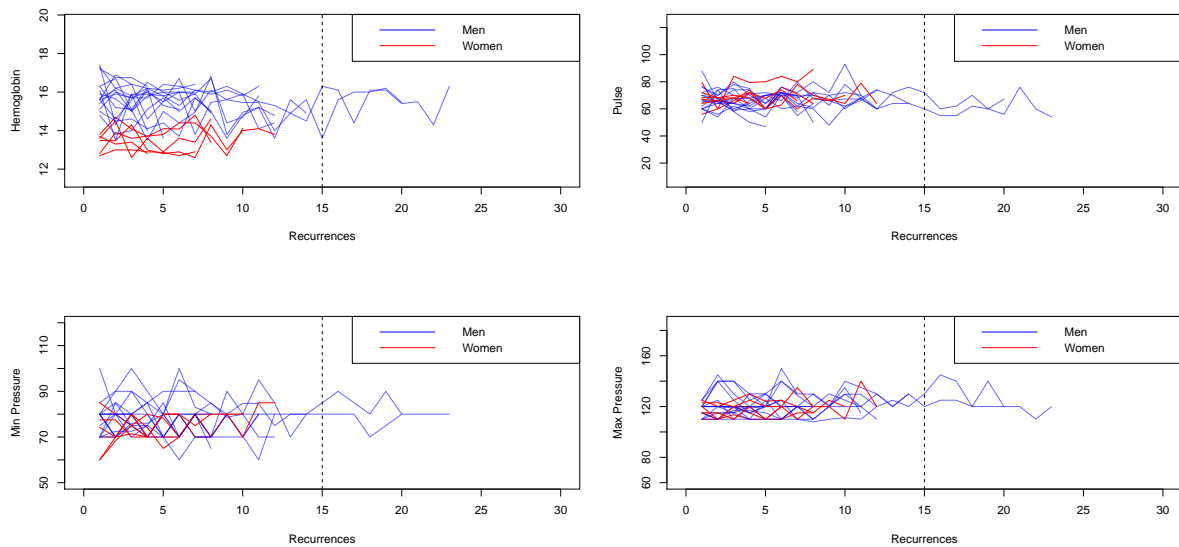 Men
Women
Hemoglobin
12 14 16 18 20
0 5 10 15 20 25 30
Recurrences
Men
Women
Pulse
20 40 60 80 100 120
0 5 10 15 20 25 30
Recurrences
Men
Women
Min Pressure
50 70 90 110
0 5 10 15 20 25 30
Recurrences
Men
Women
Max Pressure
60 80 120 160
0 5 10 15 20 25 30
Recurrences